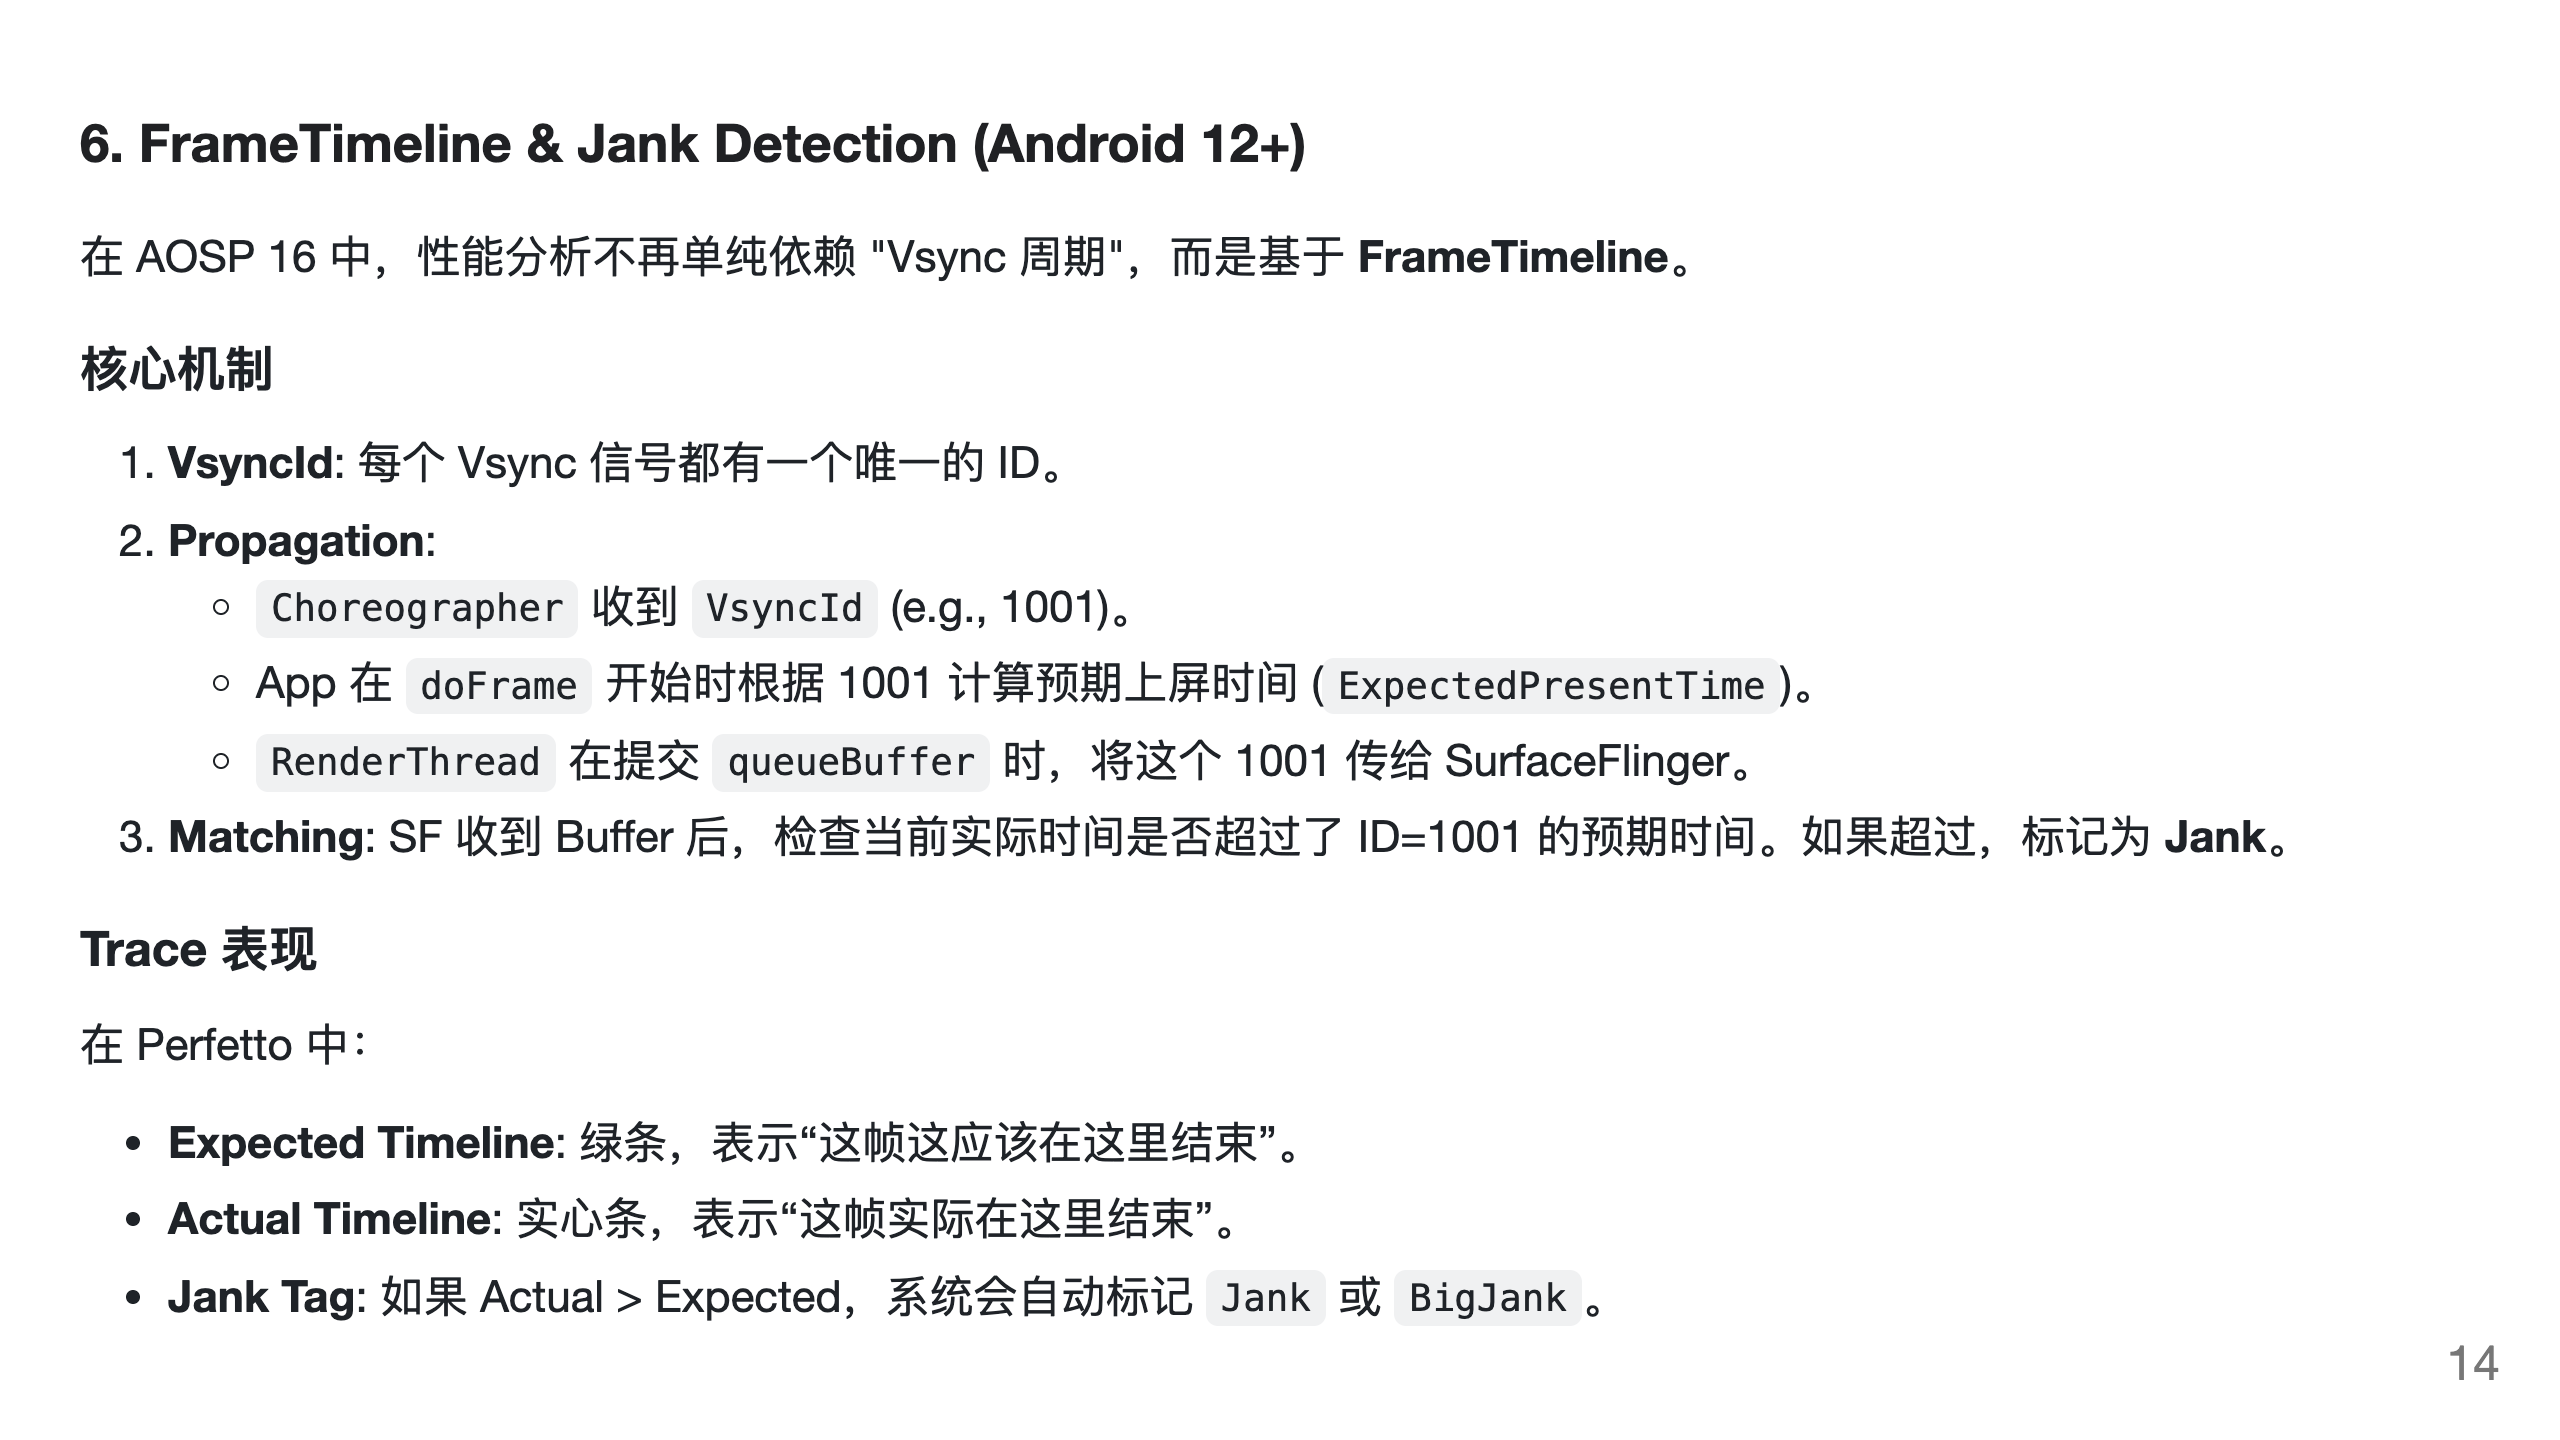 6. FrameTimeline & Jank Detection (Android 12+)
在 AOSP 16 中，性能分析不再单纯依赖 "Vsync 周期"，而是基于 FrameTimeline。
核心机制
1. VsyncId: 每个 Vsync 信号都有一个唯一的 ID。
2. Propagation:
○ Choreographer 收到 VsyncId (e.g., 1001)。
○ App 在 doFrame 开始时根据 1001 计算预期上屏时间 (ExpectedPresentTime)。
○ RenderThread 在提交 queueBuffer 时，将这个 1001 传给 SurfaceFlinger。
3. Matching: SF 收到 Buffer 后，检查当前实际时间是否超过了 ID=1001 的预期时间。如果超过，标记为 Jank。
Trace 表现
在 Perfetto 中：
• Expected Timeline: 绿条，表示“这帧这应该在这里结束”。
• Actual Timeline: 实心条，表示“这帧实际在这里结束”。
• Jank Tag: 如果 Actual > Expected，系统会自动标记 Jank 或 BigJank。
14